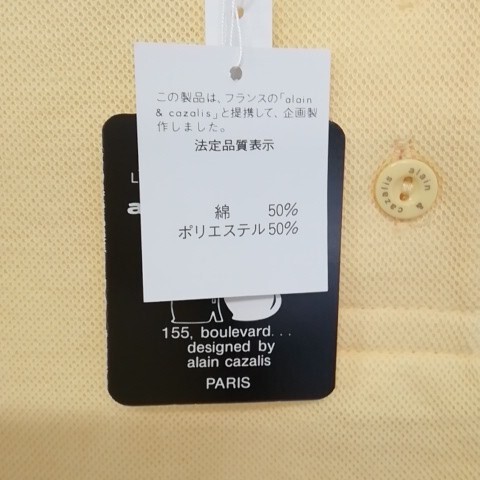 この製品は、フランスの「alain
& cazalis」と提携して、企画製
作しました。
法定品質表示
綿 50%
ポリエステル 50%
L
a
155, boulevard...
designed by
alain cazalis
PARIS
alain & cazalis